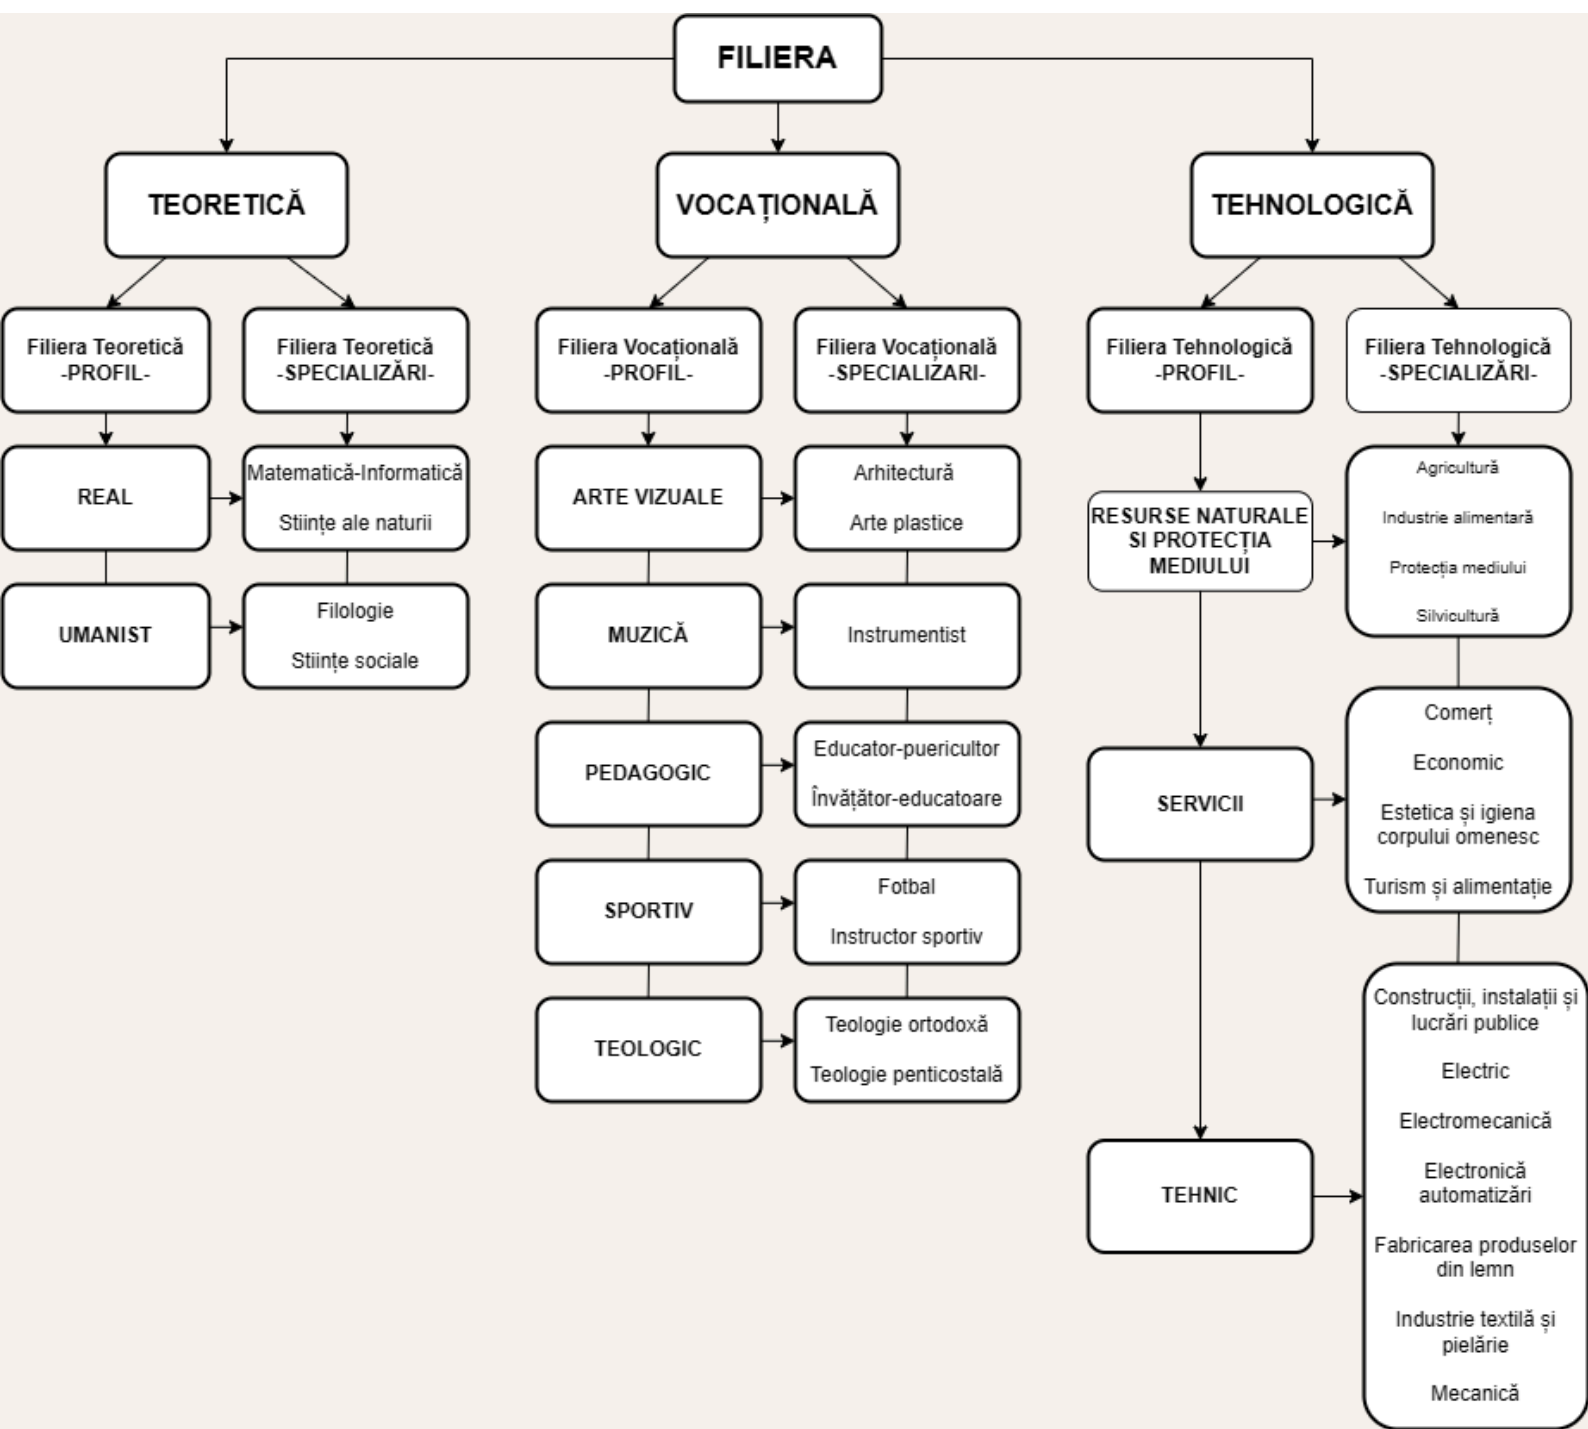 FILIERA
TEORETICĂ
VOCAȚIONALĂ
TEHNOLOGICĂ
Filiera Teoretică
-PROFIL-
Filiera Teoretică
-SPECIALIZĂRI-
Filiera Vocațională
-PROFIL-
Filiera Vocațională
-SPECIALIZARI-
Filiera Tehnologică
-PROFIL-
Filiera Tehnologică
-SPECIALIZĂRI-
REAL
Matematică-Informatică
Stiințe ale naturii
UMANIST
Filologie
Stiințe sociale
ARTE VIZUALE
Arhitectură
Arte plastice
MUZICĂ
Instrumentist
PEDAGOGIC
Educator-puericultor
Învățător-educatoare
SPORTIV
Fotbal
Instructor sportiv
TEOLOGIC
Teologie ortodoxă
Teologie penticostală
RESURSE NATURALE
SI PROTECȚIA
MEDIULUI
Agricultură
Industrie alimentară
Protecția mediului
Silvicultură
SERVICII
Comerț
Economic
Estetica și igiena
corpului omenesc
Turism și alimentație
TEHNIC
Construcții, instalații și
lucrări publice
Electric
Electromecanică
Electronică
automatizări
Fabricarea produselor
din lemn
Industrie textilă și
pielărie
Mecanică